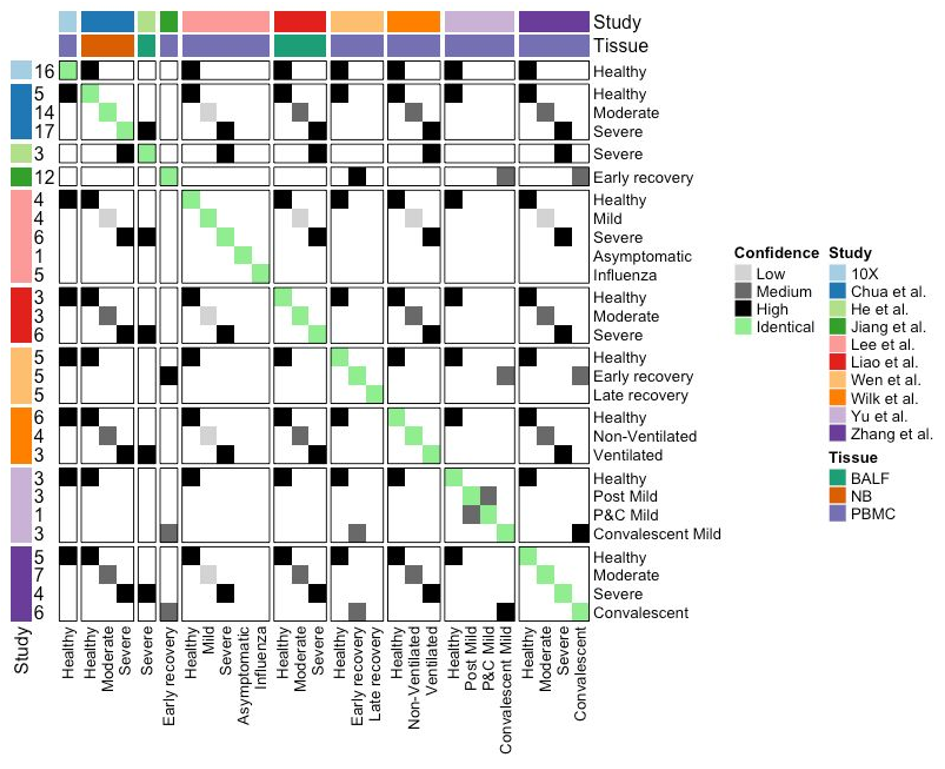 Study
Tissue
16 Healthy
5 Healthy
14 Moderate
17 Severe
3 Severe
12 Early recovery
4 Healthy
4 Mild
6 Severe
1 Asymptomatic
5 Influenza
3 Healthy
3 Moderate
6 Severe
5 Healthy
5 Early recovery
5 Late recovery
6 Healthy
4 Non-Ventilated
3 Ventilated
3 Healthy
3 Post Mild
1 P&C Mild
3 Convalescent Mild
5 Healthy
7 Moderate
4 Severe
6 Convalescent
Study
Healthy
Healthy
Moderate
Severe
Severe
Early recovery
Healthy
Mild
Severe
Asymptomatic
Influenza
Healthy
Moderate
Severe
Healthy
Early recovery
Late recovery
Healthy
Non-Ventilated
Ventilated
Healthy
Post Mild
P&C Mild
Convalescent Mild
Healthy
Moderate
Severe
Convalescent
Confidence
Low
Medium
High
Identical
Study
10X
Chua et al.
He et al.
Jiang et al.
Lee et al.
Liao et al.
Wen et al.
Wilk et al.
Yu et al.
Zhang et al.
Tissue
BALF
NB
PBMC